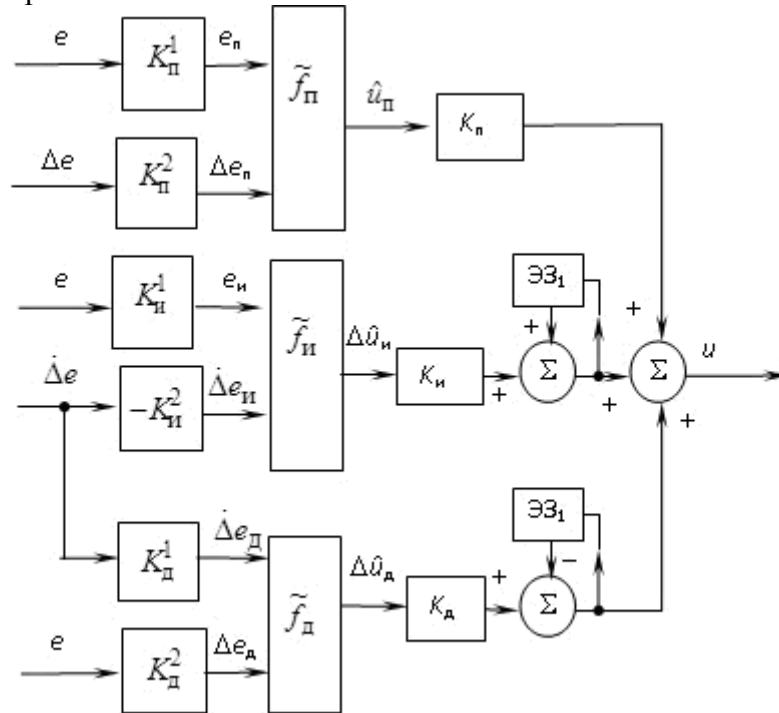 e
K¹п
eп
f̃п
ûп
Kп
Δe
K²п
Δeп
e
K¹и
eи
f̃и
Δûи
Kи
+
+
ЭЗ₁
Σ
+
+
+
Σ
u
Δ̇e
−K²и
Δ̇eи
K¹д
Δ̇eд
f̃д
Δûд
Kд
+
−
ЭЗ₁
Σ
e
K²д
Δeд